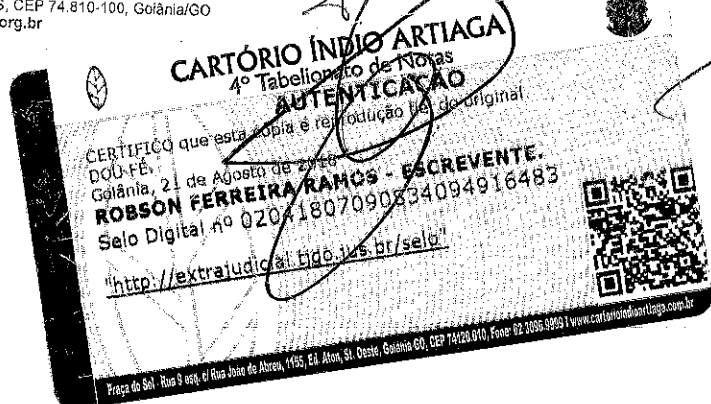 S, CEP 74.810-100, Goiânia/GO
org.br
CARTÓRIO ÍNDIO ARTIAGA
4º Tabelionato de Notas
AUTENTICAÇÃO
CERTIFICO que esta cópia é reprodução fiel do original
DOU FÉ.
Goiânia, 21 de Agosto de 2018
ROBSON FERREIRA RAMOS - ESCREVENTE.
Selo Digital nº 02041807090834094916483
"http://extrajudicial.tjgo.jus.br/selo"
Praça do Sol - Rua 9 esq. c/ Rua João de Abreu, 1155, Ed. Aton, St. Oeste, Goiânia GO, CEP 74120.010, Fone: 62 3096.9999 I www.cartorioindioartiaga.com.br